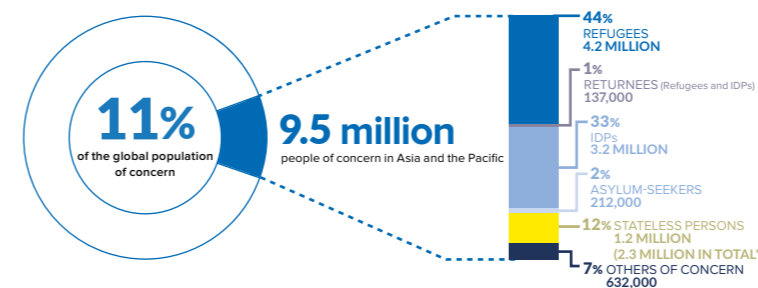 11%
of the global population
of concern
9.5 million
people of concern in Asia and the Pacific
44%
REFUGEES
4.2 MILLION
1%
RETURNEES (Refugees and IDPs)
137,000
33%
IDPs
3.2 MILLION
2%
ASYLUM-SEEKERS
212,000
12% STATELESS PERSONS
1.2 MILLION
(2.3 MILLION IN TOTAL
7% OTHERS OF CONCERN
632,000